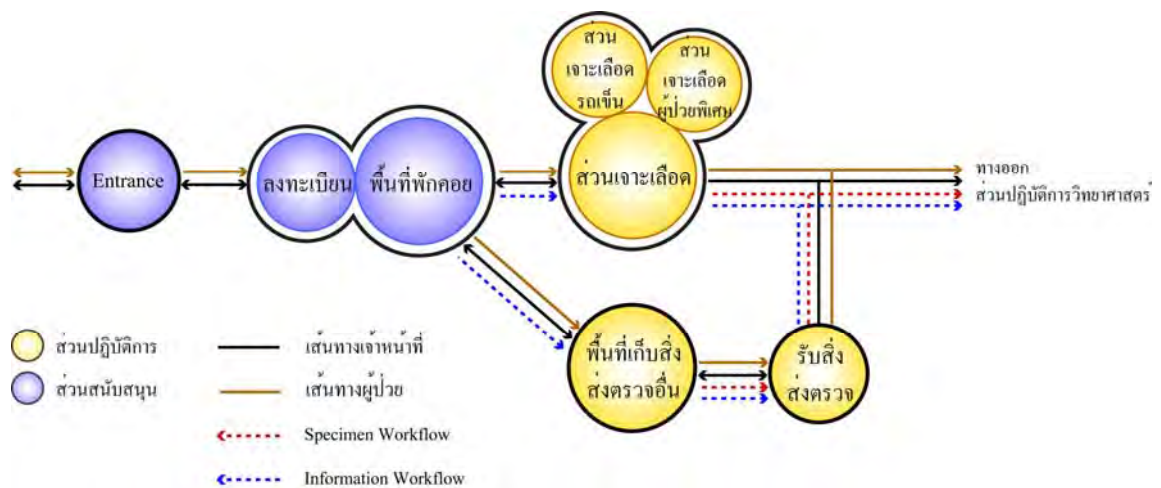 ส่วน
เจาะเลือด
รถเข็น
ส่วน
เจาะเลือด
ผู้ป่วยพิเศษ
Entrance
ลงทะเบียน
พื้นที่พักคอย
ส่วนเจาะเลือด
ทางออก
ส่วนปฏิบัติการวิทยาศาสตร์
พื้นที่เก็บสิ่ง
ส่งตรวจอื่น
รับสิ่ง
ส่งตรวจ
ส่วนปฏิบัติการ
ส่วนสนับสนุน
เส้นทางเจ้าหน้าที่
เส้นทางผู้ป่วย
Specimen Workflow
Information Workflow